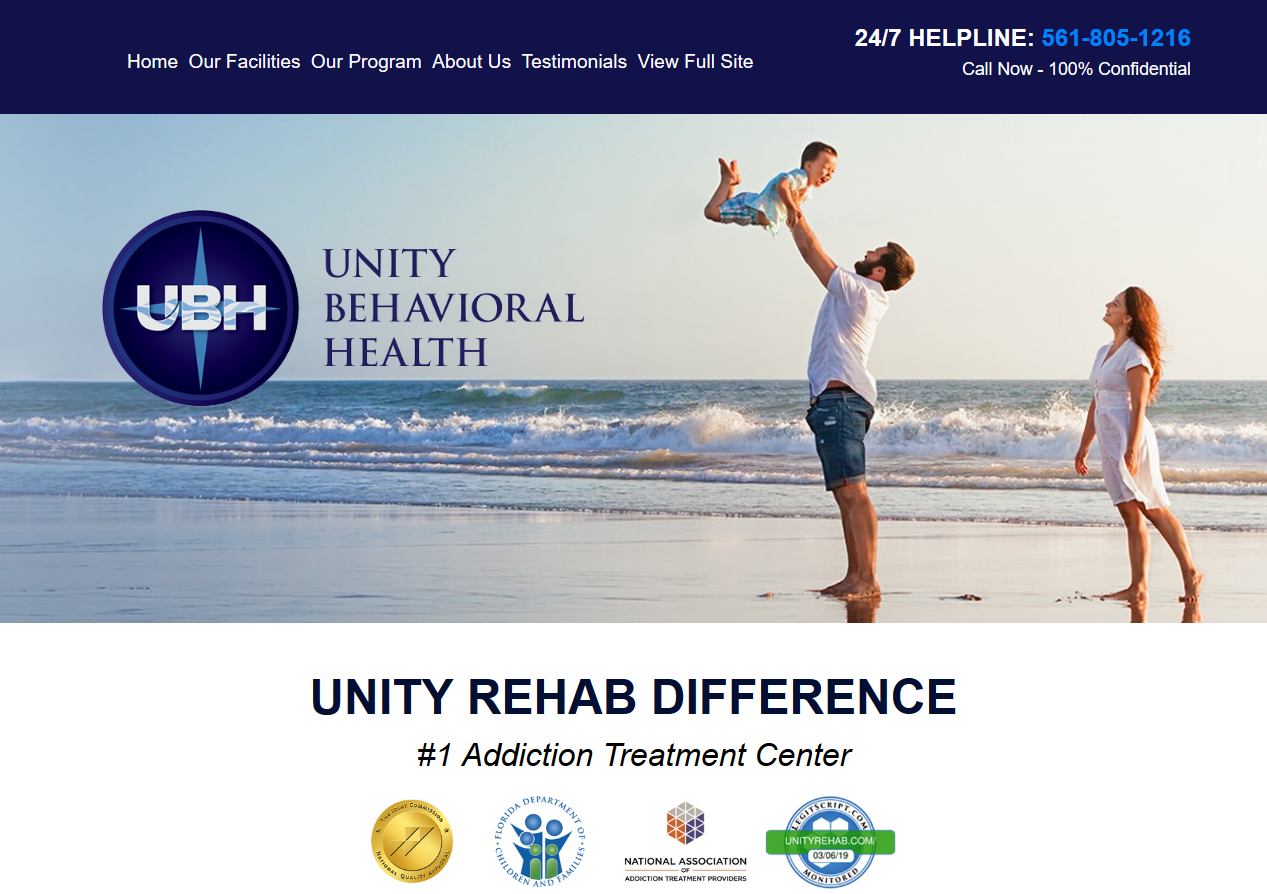 Home Our Facilities Our Program About Us Testimonials View Full Site
24/7 HELPLINE: 561-805-1216
Call Now - 100% Confidential
UBH
UNITY
BEHAVIORAL
HEALTH
UNITY REHAB DIFFERENCE
#1 Addiction Treatment Center
The Joint Commission
National Quality Approval
FLORIDA DEPARTMENT OF
CHILDREN AND FAMILIES
NATIONAL ASSOCIATION
OF
ADDICTION TREATMENT PROVIDERS
LEGITSCRIPT.COM
UNITYREHAB.COM/
03/06/19
MONITORED